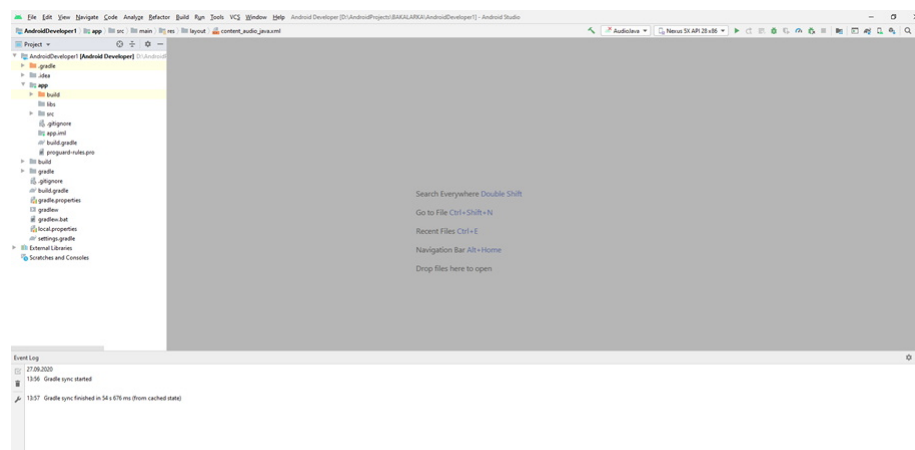 File Edit View Navigate Code Analyze Refactor Build Run Tools VCS Window Help Android Developer [D:\AndroidProjects\BAKALARKA\AndroidDeveloper1] - Android Studio
AndroidDeveloper1 app src main res layout content_audio_java.xml AudioJava Nexus 5X API 28 x86
Project
AndroidDeveloper1 [Android Developer] D:\Android
.gradle
.idea
app
build
libs
src
.gitignore
app.iml
build.gradle
proguard-rules.pro
build
gradle
.gitignore
build.gradle
gradle.properties
gradlew
gradlew.bat
local.properties
settings.gradle
External Libraries
Scratches and Consoles
Search Everywhere Double Shift
Go to File Ctrl+Shift+N
Recent Files Ctrl+E
Navigation Bar Alt+Home
Drop files here to open
Event Log
27.09.2020
13:56 Gradle sync started
13:57 Gradle sync finished in 54 s 676 ms (from cached state)